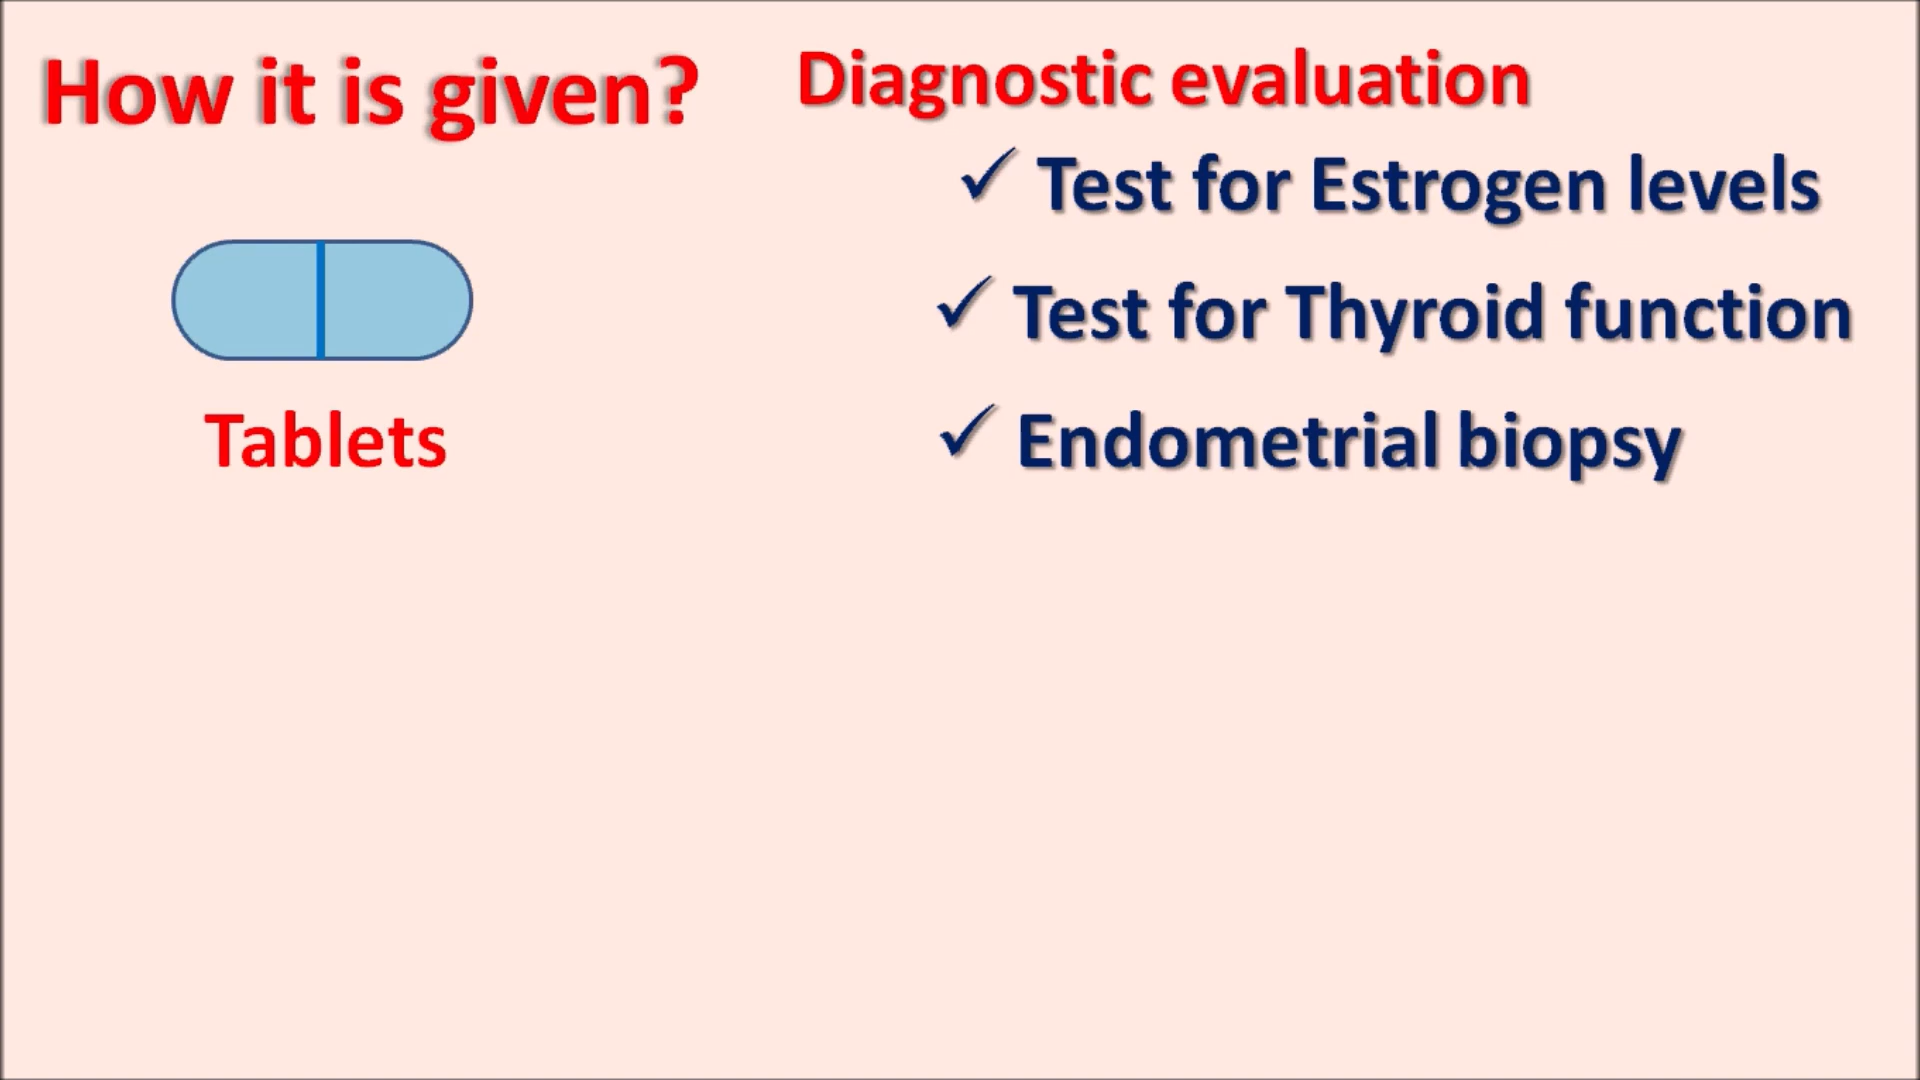 How it is given?
Tablets
Diagnostic evaluation
✓ Test for Estrogen levels
✓ Test for Thyroid function
✓ Endometrial biopsy